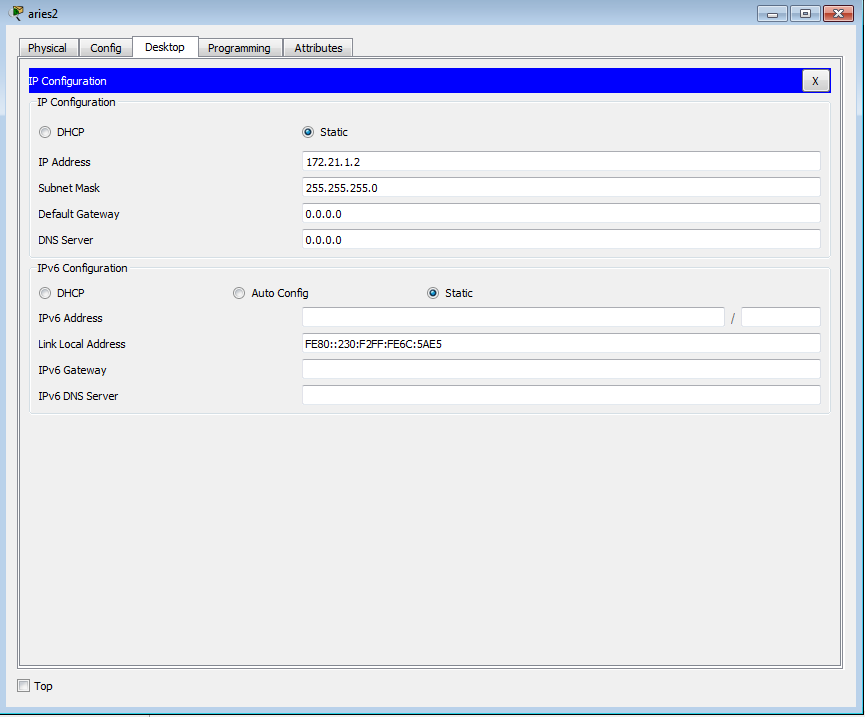 aries2
Physical Config Desktop Programming Attributes
IP Configuration X
IP Configuration
DHCP Static
IP Address 172.21.1.2
Subnet Mask 255.255.255.0
Default Gateway 0.0.0.0
DNS Server 0.0.0.0
IPv6 Configuration
DHCP Auto Config Static
IPv6 Address /
Link Local Address FE80::230:F2FF:FE6C:5AE5
IPv6 Gateway
IPv6 DNS Server
Top